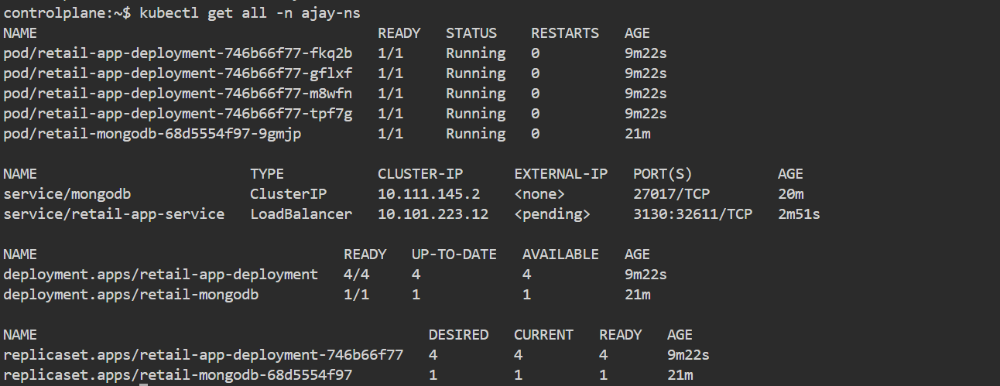 controlplane:~$ kubectl get all -n ajay-ns
NAME READY STATUS RESTARTS AGE
pod/retail-app-deployment-746b66f77-fkq2b 1/1 Running 0 9m22s
pod/retail-app-deployment-746b66f77-gflxf 1/1 Running 0 9m22s
pod/retail-app-deployment-746b66f77-m8wfn 1/1 Running 0 9m22s
pod/retail-app-deployment-746b66f77-tpf7g 1/1 Running 0 9m22s
pod/retail-mongodb-68d5554f97-9gmjp 1/1 Running 0 21m
NAME TYPE CLUSTER-IP EXTERNAL-IP PORT(S) AGE
service/mongodb ClusterIP 10.111.145.2 <none> 27017/TCP 20m
service/retail-app-service LoadBalancer 10.101.223.12 <pending> 3130:32611/TCP 2m51s
NAME READY UP-TO-DATE AVAILABLE AGE
deployment.apps/retail-app-deployment 4/4 4 4 9m22s
deployment.apps/retail-mongodb 1/1 1 1 21m
NAME DESIRED CURRENT READY AGE
replicaset.apps/retail-app-deployment-746b66f77 4 4 4 9m22s
replicaset.apps/retail-mongodb-68d5554f97 1 1 1 21m